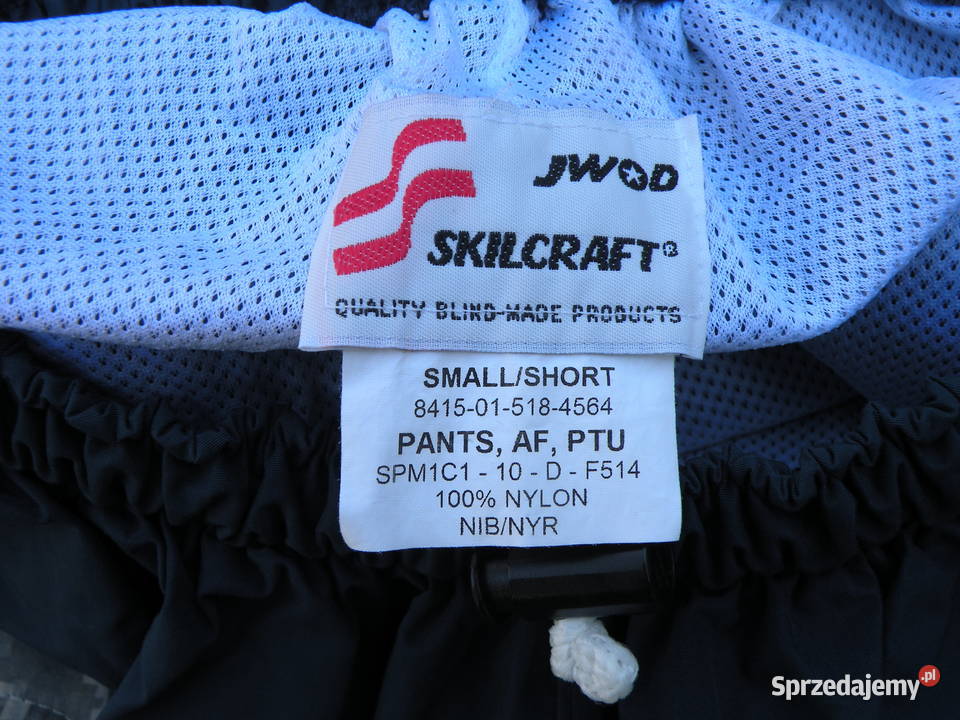 JWOD
SKILCRAFT®
QUALITY BLIND-MADE PRODUCTS
SMALL/SHORT
8415-01-518-4564
PANTS, AF, PTU
SPM1C1 - 10 - D - F514
100% NYLON
NIB/NYR
Sprzedajemy.pl